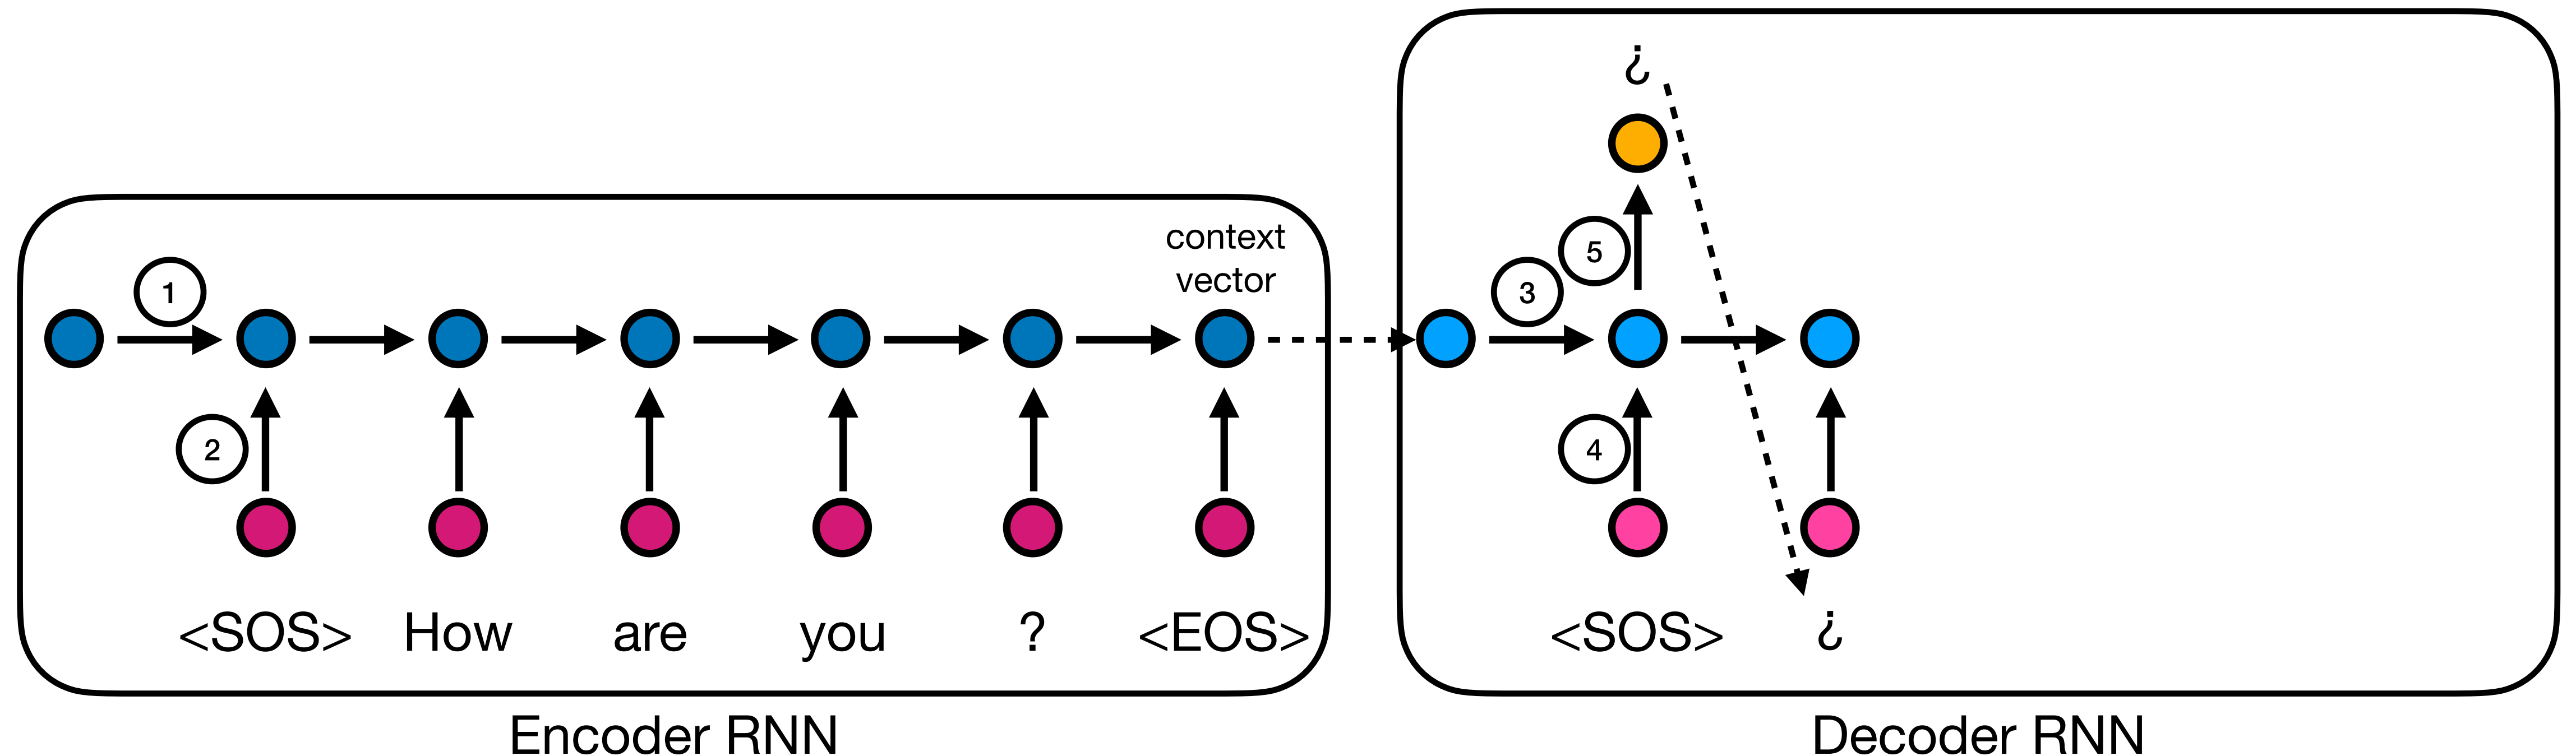 ¿
context
vector
1
5
3
2
4
<SOS> How are you ? <EOS>
<SOS> ¿
Encoder RNN
Decoder RNN